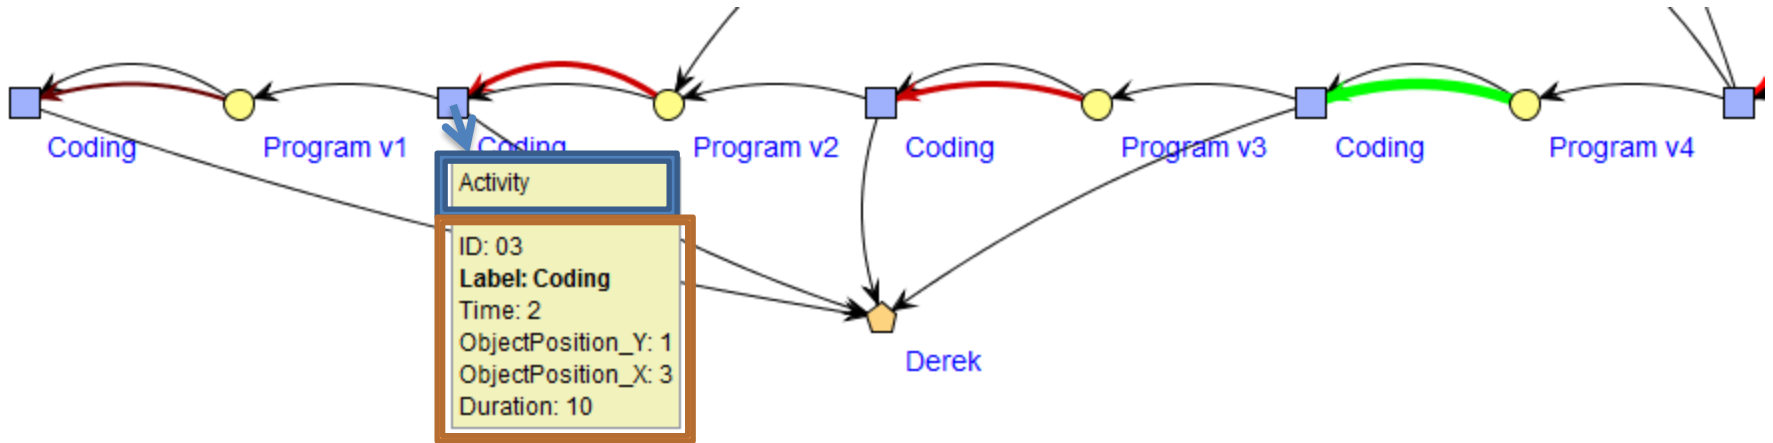 Coding
Program v1
Coding
Program v2
Coding
Program v3
Coding
Program v4
Activity
ID: 03
Label: Coding
Time: 2
ObjectPosition_Y: 1
ObjectPosition_X: 3
Duration: 10
Derek